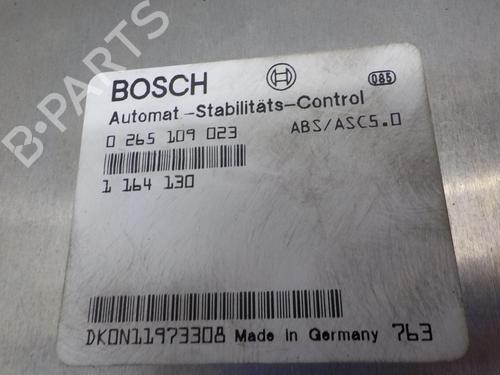 B-PARTS
BOSCH
085
Automat.-Stabilitäts-Control
0 265 109 023 ABS/ASC5.0
1 164 130
DK0N11973308 Made in Germany 763